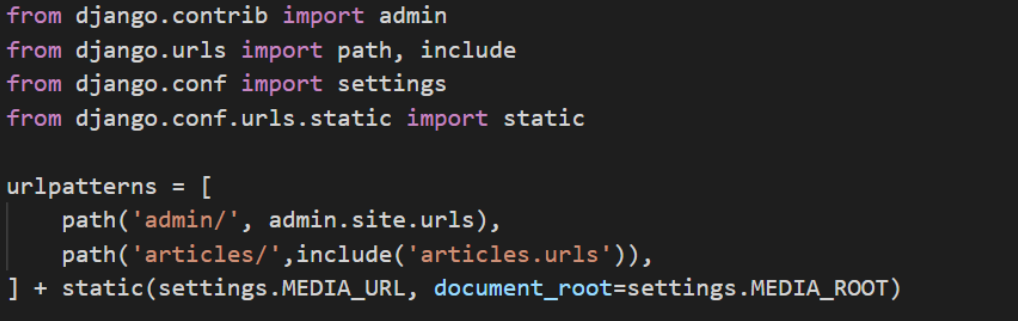 from django.contrib import admin
from django.urls import path, include
from django.conf import settings
from django.conf.urls.static import static

urlpatterns = [
    path('admin/', admin.site.urls),
    path('articles/',include('articles.urls')),
] + static(settings.MEDIA_URL, document_root=settings.MEDIA_ROOT)